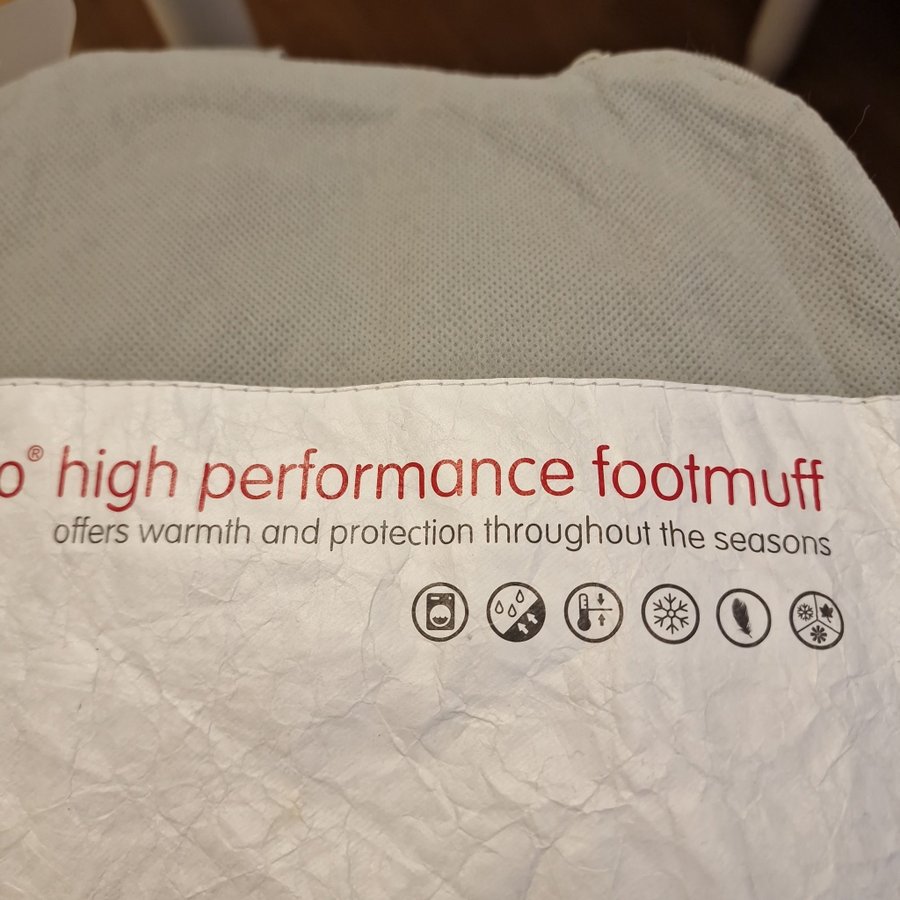 o® high performance footmuff
offers warmth and protection throughout the seasons